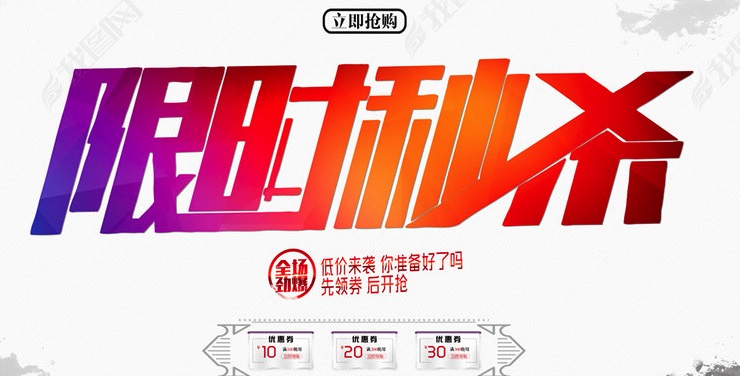 立即抢购
限时秒杀
全场
劲爆
低价来袭 你准备好了吗
先领券 后开抢
优惠券
¥10
优惠券
¥20
优惠券
¥30